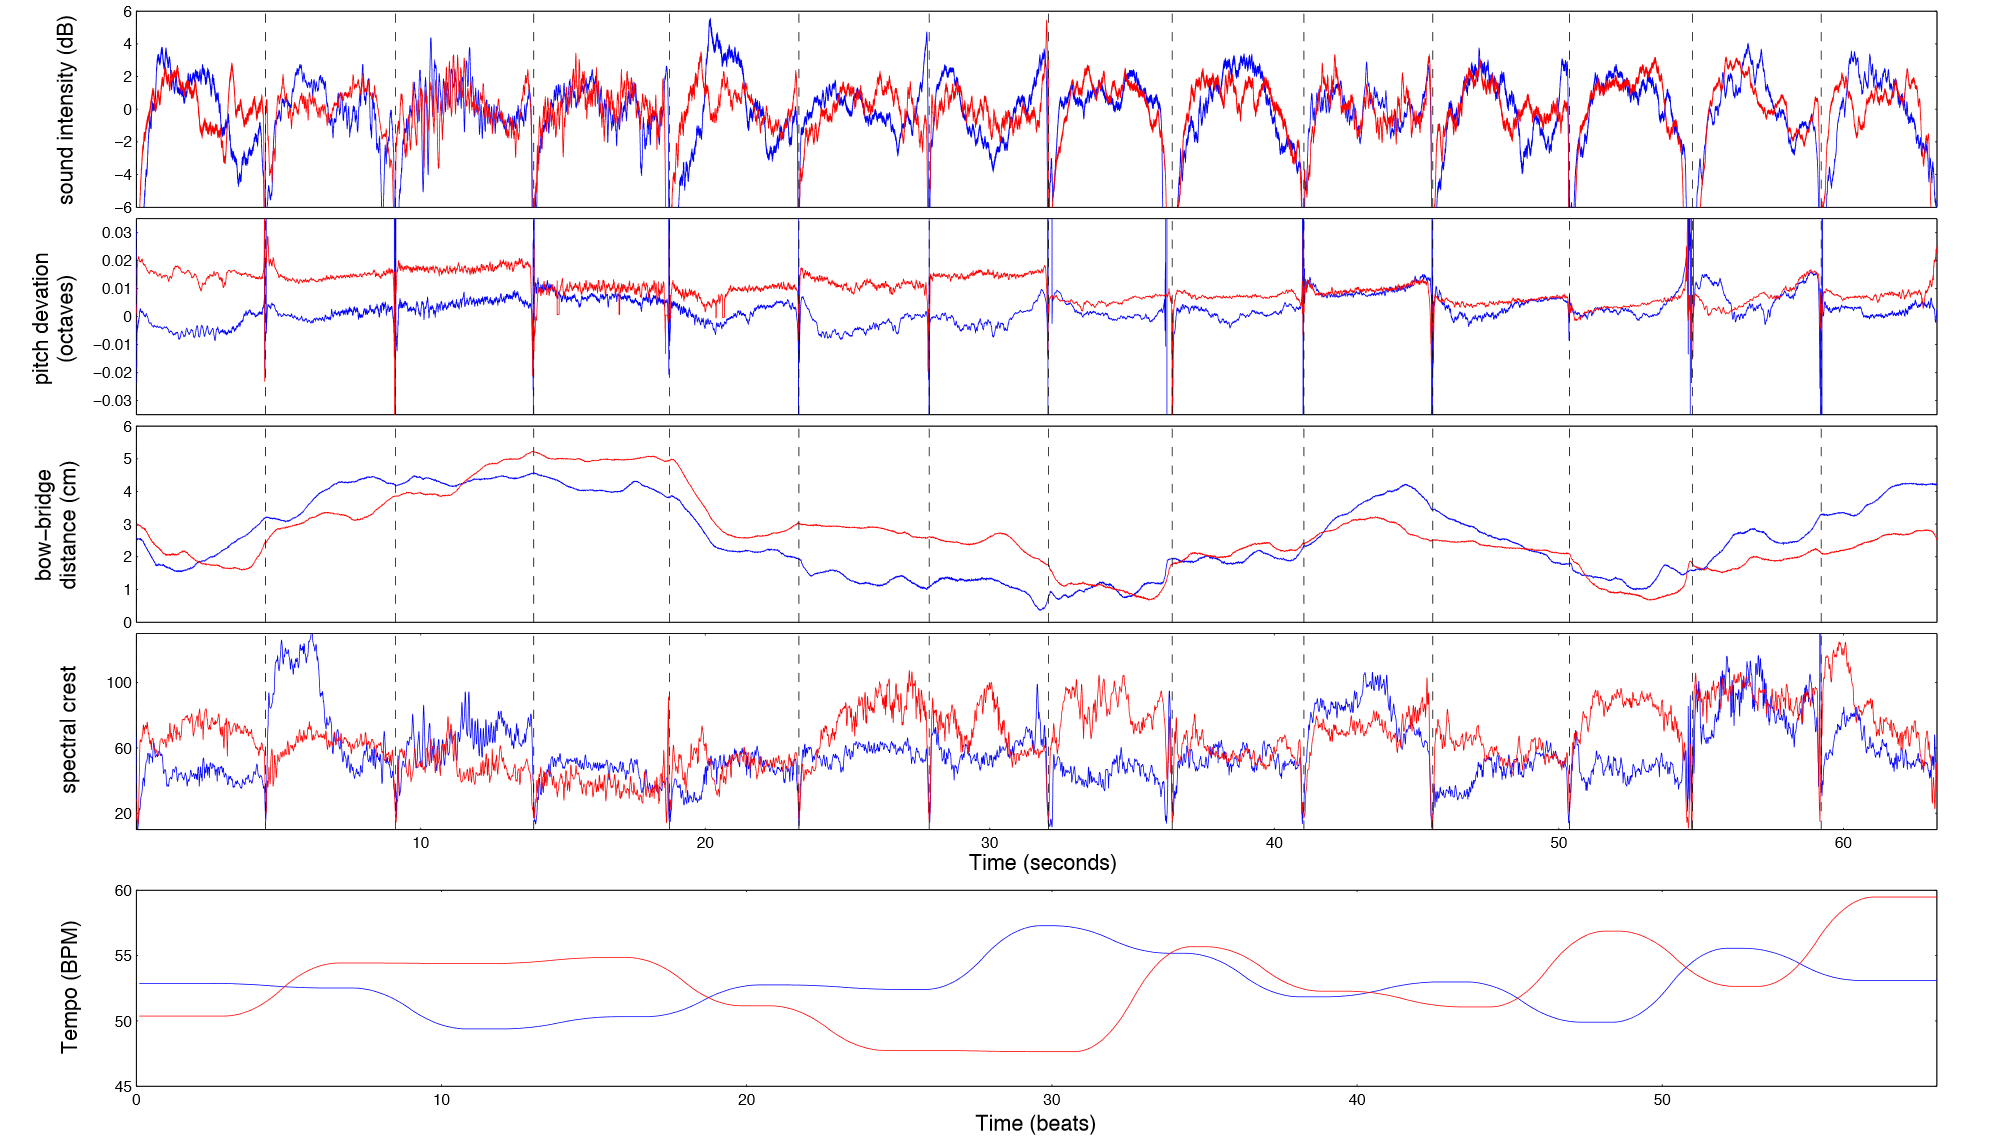 sound intensity (dB)
6
4
2
0
−2
−4
−6
pitch devation
(octaves)
0.03
0.02
0.01
0
−0.01
−0.02
−0.03
bow−bridge
distance (cm)
6
5
4
3
2
1
0
spectral crest
100
60
20
10 20 30 40 50 60
Time (seconds)
Tempo (BPM)
60
55
50
45
0 10 20 30 40 50
Time (beats)